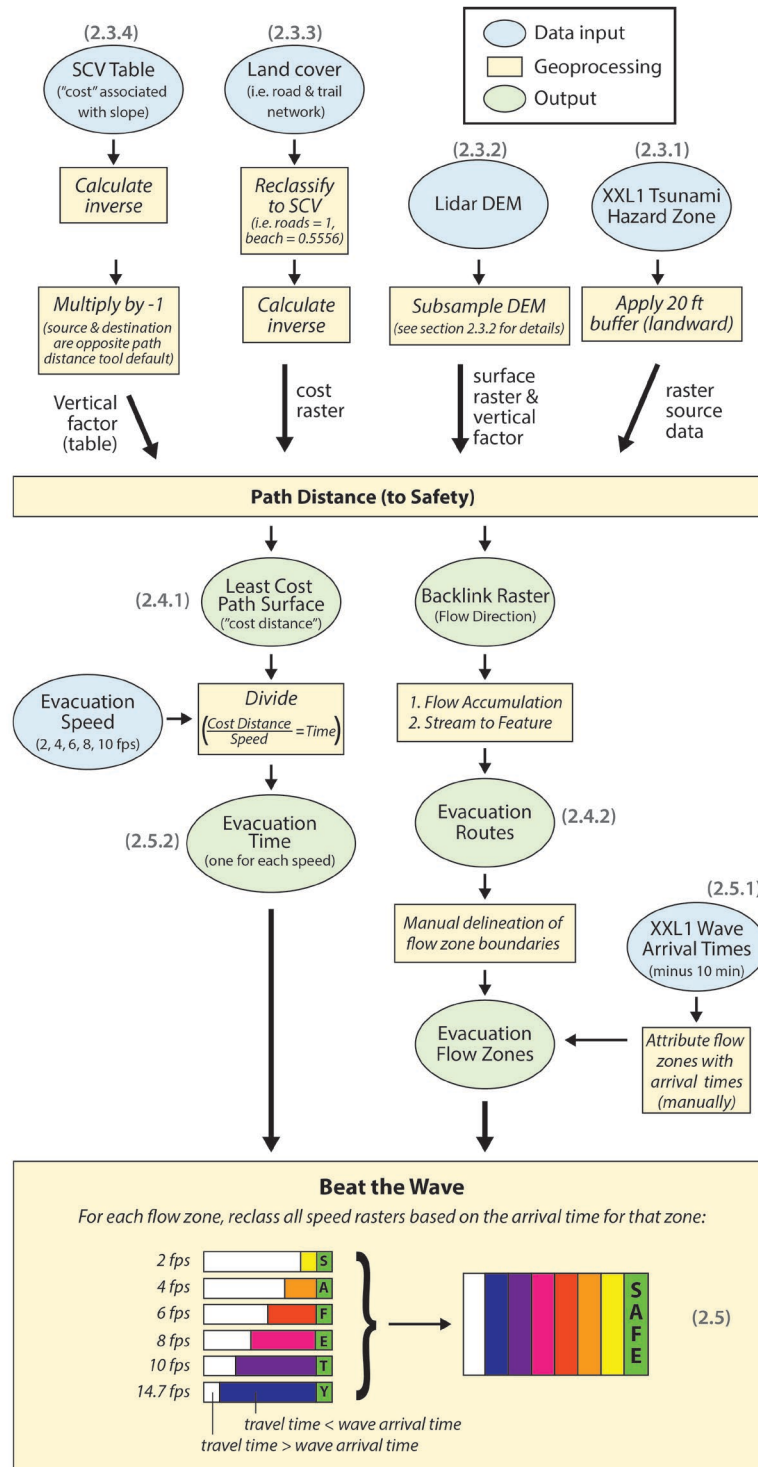 (2.3.4)
SCV Table
("cost" associated
with slope)
Calculate
inverse
Multiply by -1
(source & destination
are opposite path
distance tool default)
Vertical
factor
(table)
(2.3.3)
Land cover
(i.e. road & trail
network)
Reclassify
to SCV
(i.e. roads = 1,
beach = 0.5556)
Calculate
inverse
cost
raster
Data input
Geoprocessing
Output
(2.3.2)
Lidar DEM
Subsample DEM
(see section 2.3.2 for details)
surface
raster &
vertical
factor
(2.3.1)
XXL1 Tsunami
Hazard Zone
Apply 20 ft
buffer (landward)
raster
source
data
Path Distance (to Safety)
(2.4.1)
Least Cost
Path Surface
("cost distance")
Evacuation
Speed
(2, 4, 6, 8, 10 fps)
Divide
(Cost Distance
Speed
=Time)
(2.5.2)
Evacuation
Time
(one for each speed)
Backlink Raster
(Flow Direction)
1. Flow Accumulation
2. Stream to Feature
Evacuation
Routes
(2.4.2)
Manual delineation of
flow zone boundaries
Evacuation
Flow Zones
(2.5.1)
XXL1 Wave
Arrival Times
(minus 10 min)
Attribute flow
zones with
arrival times
(manually)
Beat the Wave
For each flow zone, reclass all speed rasters based on the arrival time for that zone:
2 fps S
4 fps A
6 fps F
8 fps E
10 fps T
14.7 fps Y
travel time < wave arrival time
travel time > wave arrival time
S
A
F
E
(2.5)